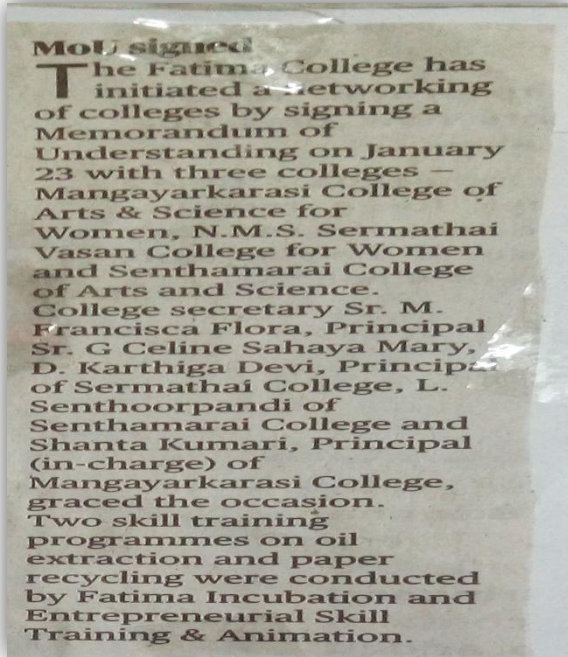 MoU signed
The Fatima College has
initiated a networking
of colleges by signing a
Memorandum of
Understanding on January
23 with three colleges —
Mangayarkarasi College of
Arts & Science for
Women, N.M.S. Sermathai
Vasan College for Women
and Senthamarai College
of Arts and Science.
College secretary Sr. M.
Francisca Flora, Principal
Sr. G Celine Sahaya Mary,
D. Karthiga Devi, Principal
of Sermathai College, L.
Senthoorpandi of
Senthamarai College and
Shanta Kumari, Principal
(in-charge) of
Mangayarkarasi College,
graced the occasion.
Two skill training
programmes on oil
extraction and paper
recycling were conducted
by Fatima Incubation and
Entrepreneurial Skill
Training & Animation.